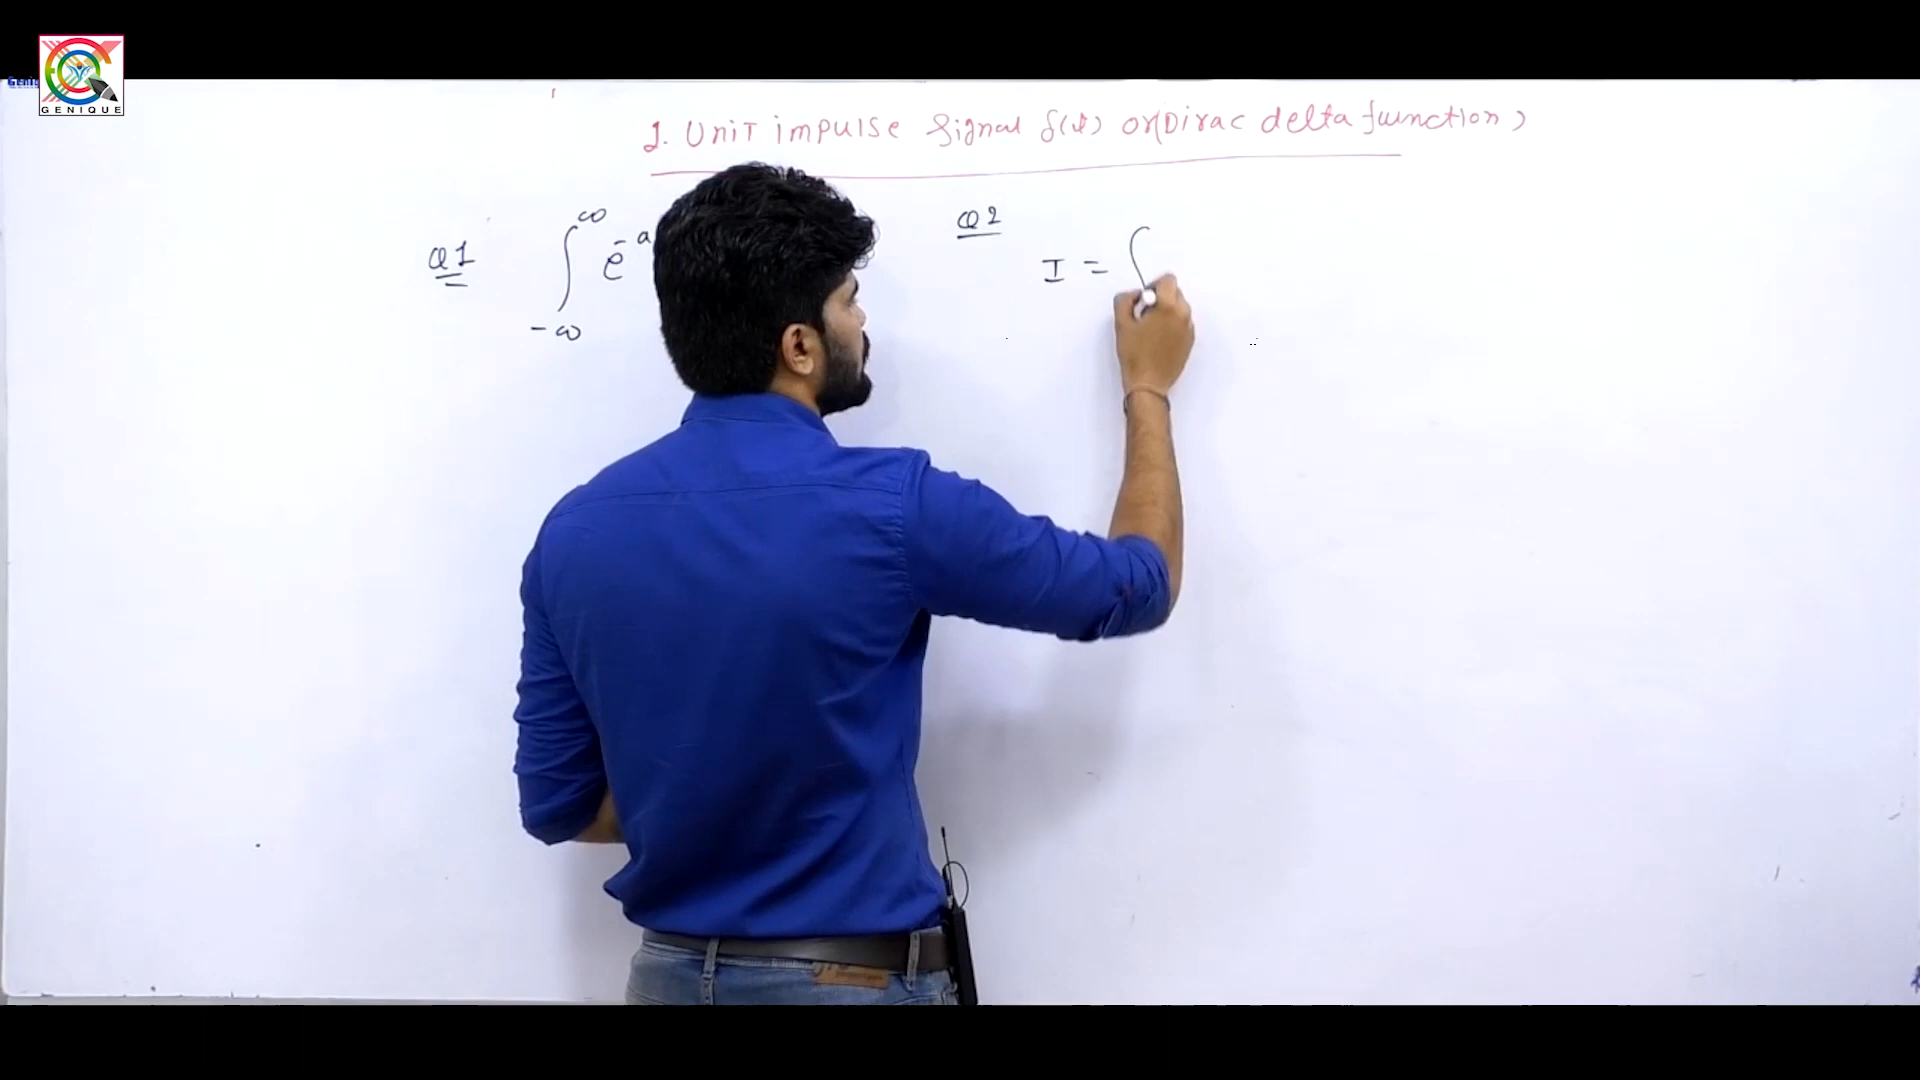 GENIQUE
1. Unit impulse signal δ(t) or (Dirac delta function)
Q1 ∫ ∞ -∞ e^-a
Q2
I = ∫